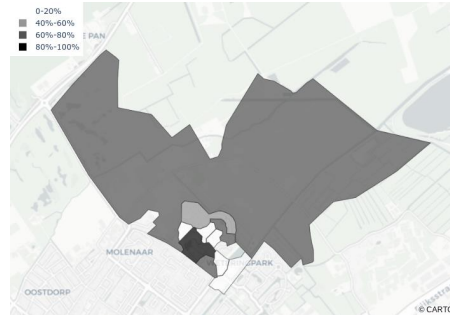 0-20%
40%-60%
60%-80%
80%-100%
E PAN
MOLENAAR
PARK
OOSTDORP
© CARTO